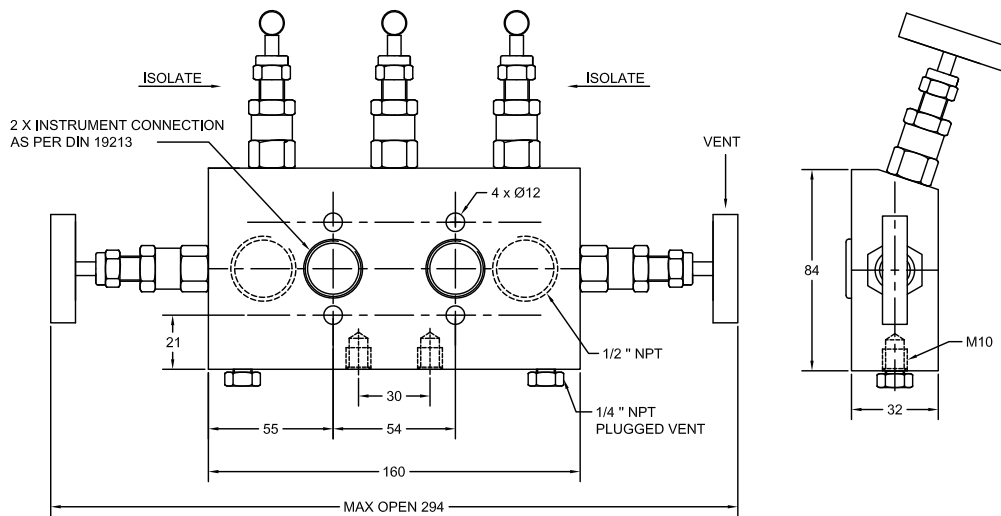 ISOLATE
ISOLATE
2 X INSTRUMENT CONNECTION
AS PER DIN 19213
VENT
4 x Ø12
84
21
1/2 " NPT
M10
30
1/4 " NPT
PLUGGED VENT
32
55
54
160
MAX OPEN 294